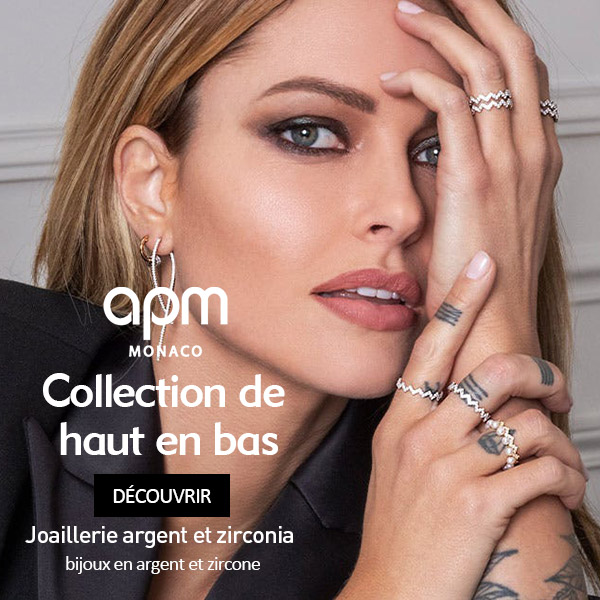 apm
MONACO
Collection de
haut en bas
DÉCOUVRIR
Joaillerie argent et zirconia
bijoux en argent et zircone